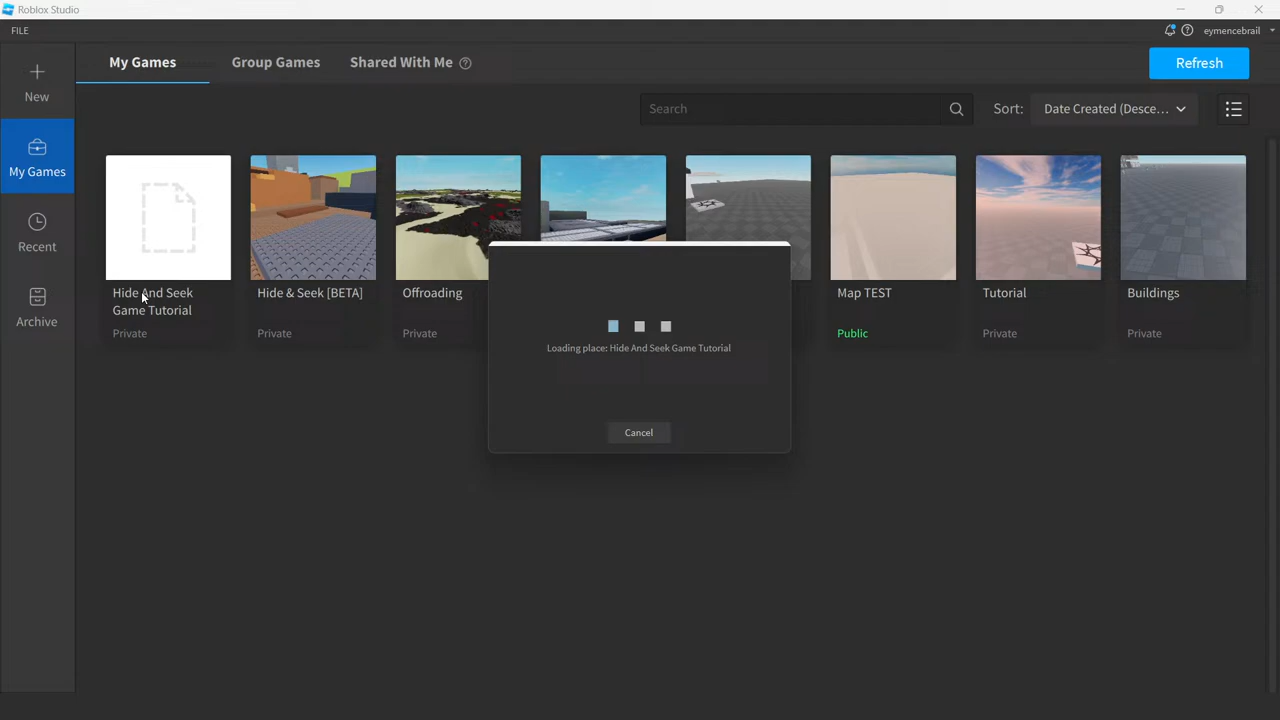 Roblox Studio
FILE
eymencebrail
My Games
Group Games
Shared With Me
Refresh
New
My Games
Recent
Archive
Search
Sort:
Date Created (Desce...
Hide And Seek
Game Tutorial
Private
Hide & Seek [BETA]
Private
Offroading
Private
Map TEST
Public
Tutorial
Private
Buildings
Private
Loading place: Hide And Seek Game Tutorial
Cancel